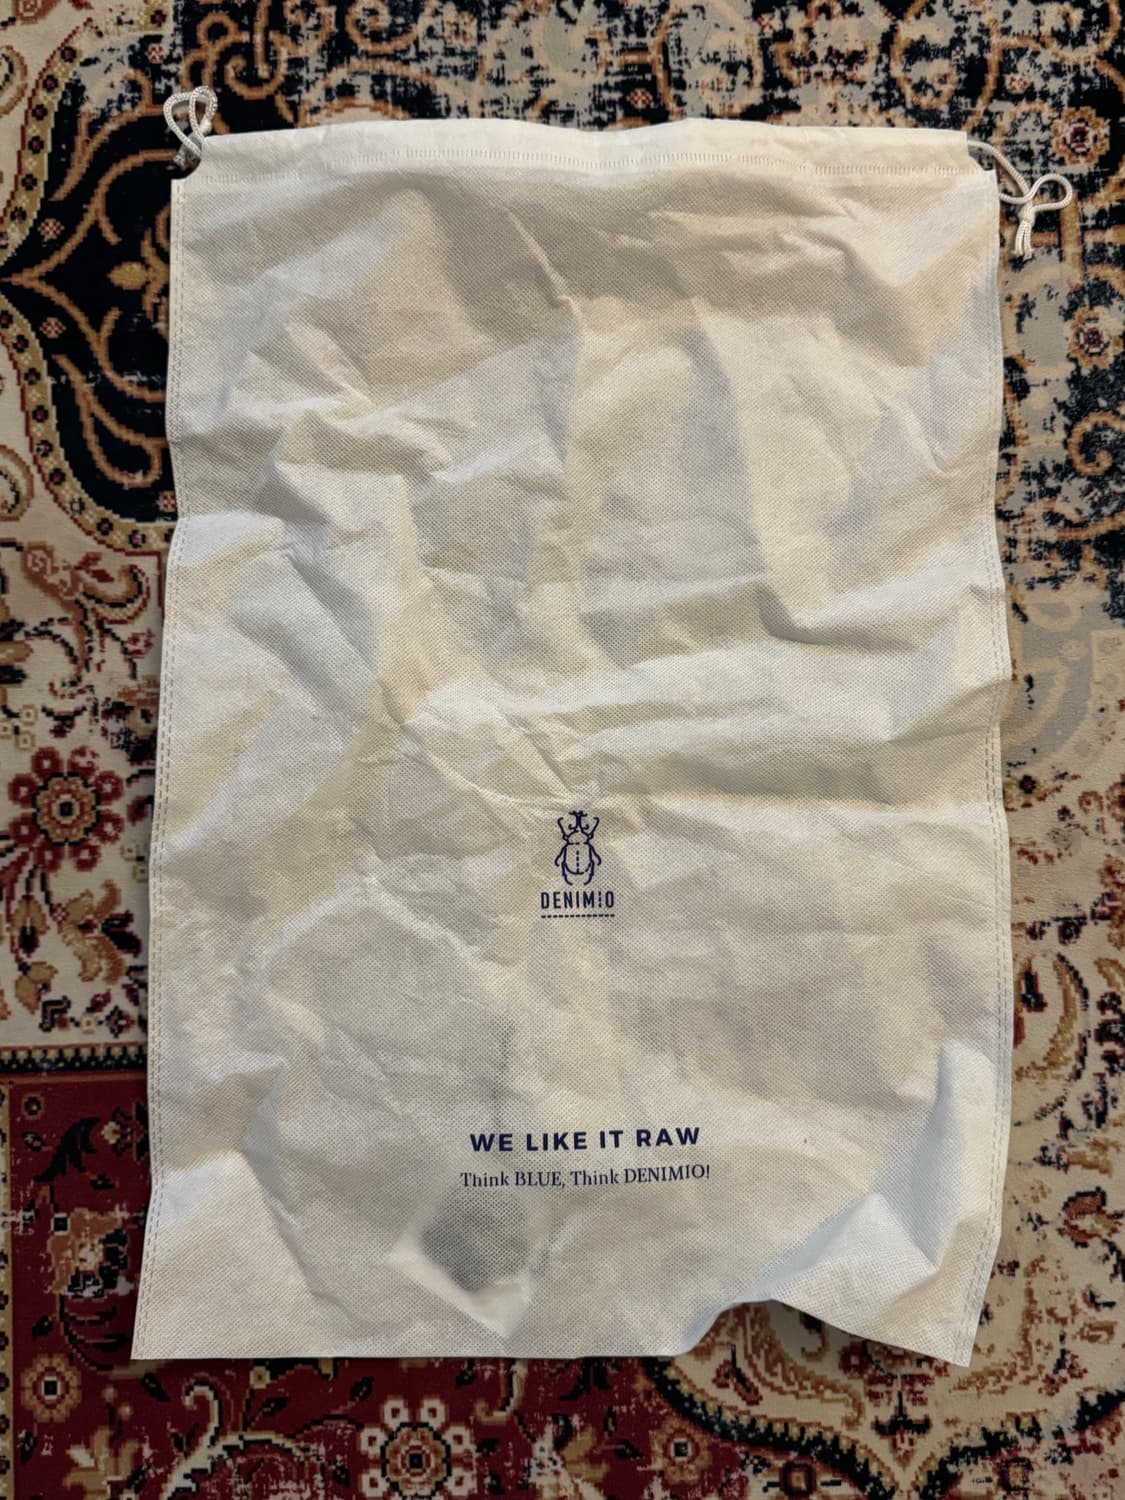 DENIMIO
WE LIKE IT RAW
Think BLUE, Think DENIMIO!